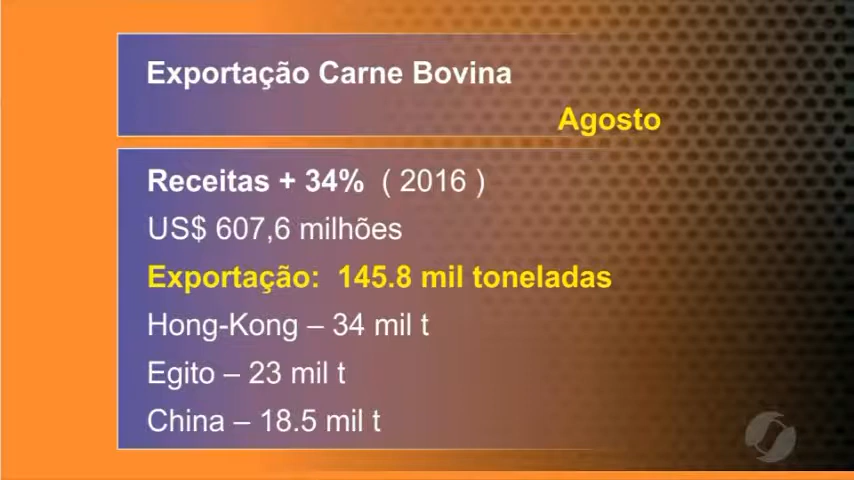 Exportação Carne Bovina
Agosto
Receitas + 34% ( 2016 )
US$ 607,6 milhões
Exportação: 145.8 mil toneladas
Hong-Kong – 34 mil t
Egito – 23 mil t
China – 18.5 mil t